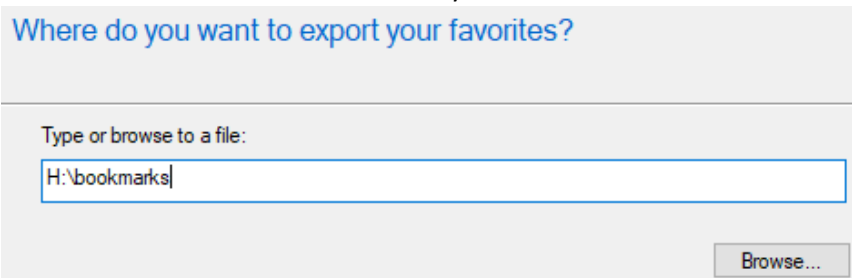 Where do you want to export your favorites?
Type or browse to a file:
H:\bookmarks
Browse...